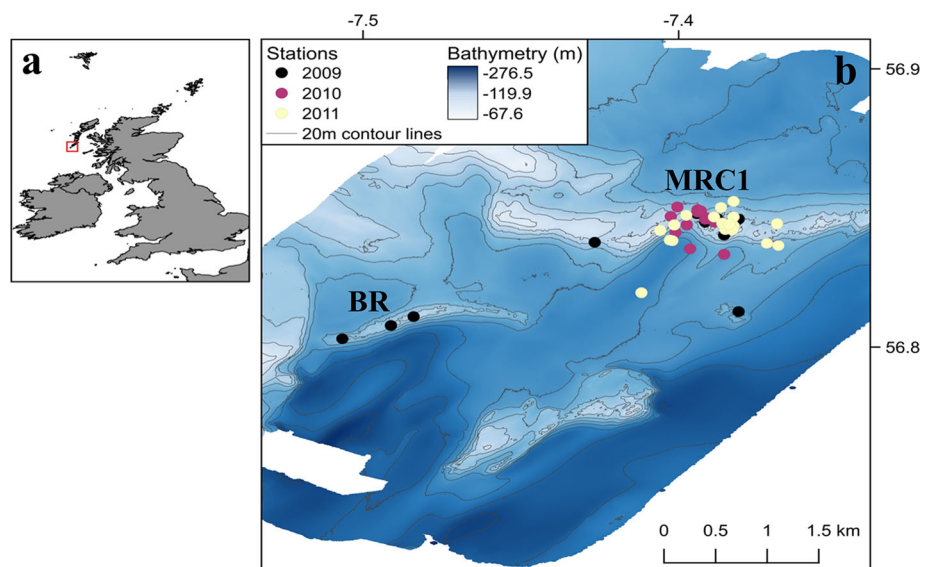 -7.5
-7.4
a
Stations
2009
2010
2011
20m contour lines
Bathymetry (m)
-276.5
-119.9
-67.6
b
56.9
MRC1
BR
56.8
0 0.5 1 1.5 km